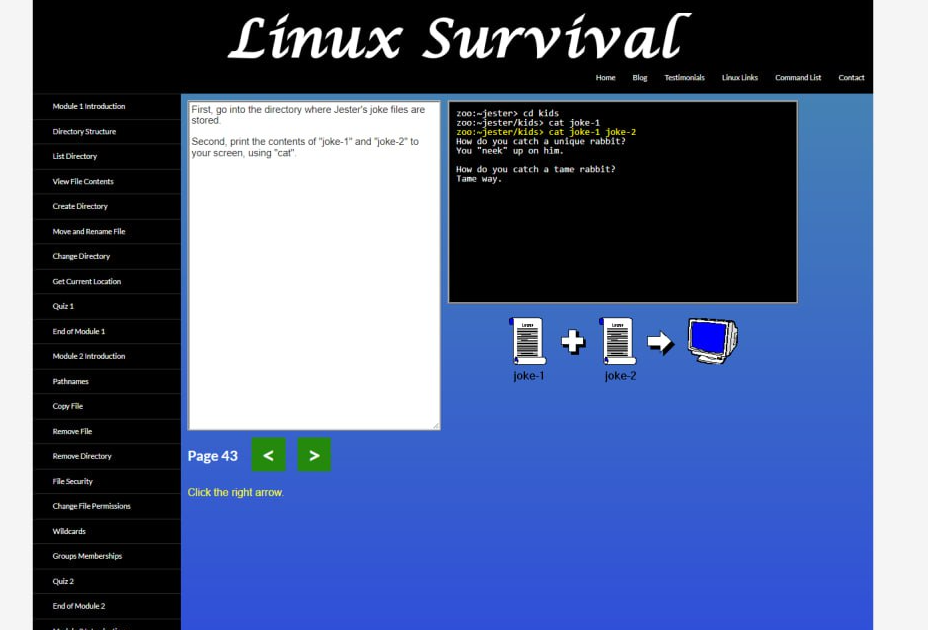 Linux Survival
Home Blog Testimonials Linux Links Command List Contact
Module 1 Introduction
Directory Structure
List Directory
View File Contents
Create Directory
Move and Rename File
Change Directory
Get Current Location
Quiz 1
End of Module 1
Module 2 Introduction
Pathnames
Copy File
Remove File
Remove Directory
File Security
Change File Permissions
Wildcards
Groups Memberships
Quiz 2
End of Module 2
First, go into the directory where Jester's joke files are
stored.
Second, print the contents of "joke-1" and "joke-2" to
your screen, using "cat".
zoo:~jester> cd kids
zoo:~jester/kids> cat joke-1
zoo:~jester/kids> cat joke-1 joke-2
How do you catch a unique rabbit?
You "neek" up on him.
How do you catch a tame rabbit?
Tame way.
joke-1 joke-2
Page 43 < >
Click the right arrow.